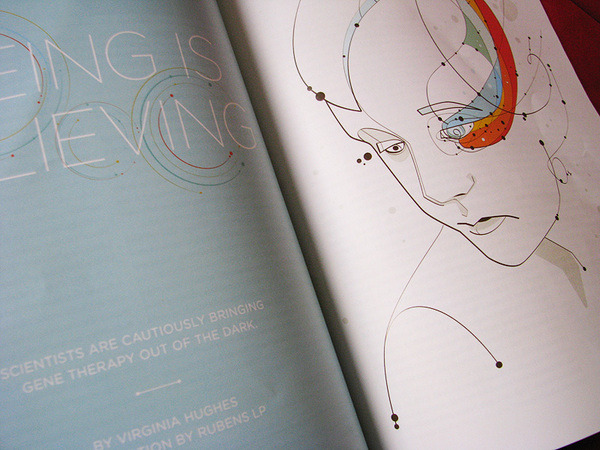 EING IS
LIEVING
SCIENTISTS ARE CAUTIOUSLY BRINGING
GENE THERAPY OUT OF THE DARK.
BY VIRGINIA HUGHES
TION BY RUBENS LP